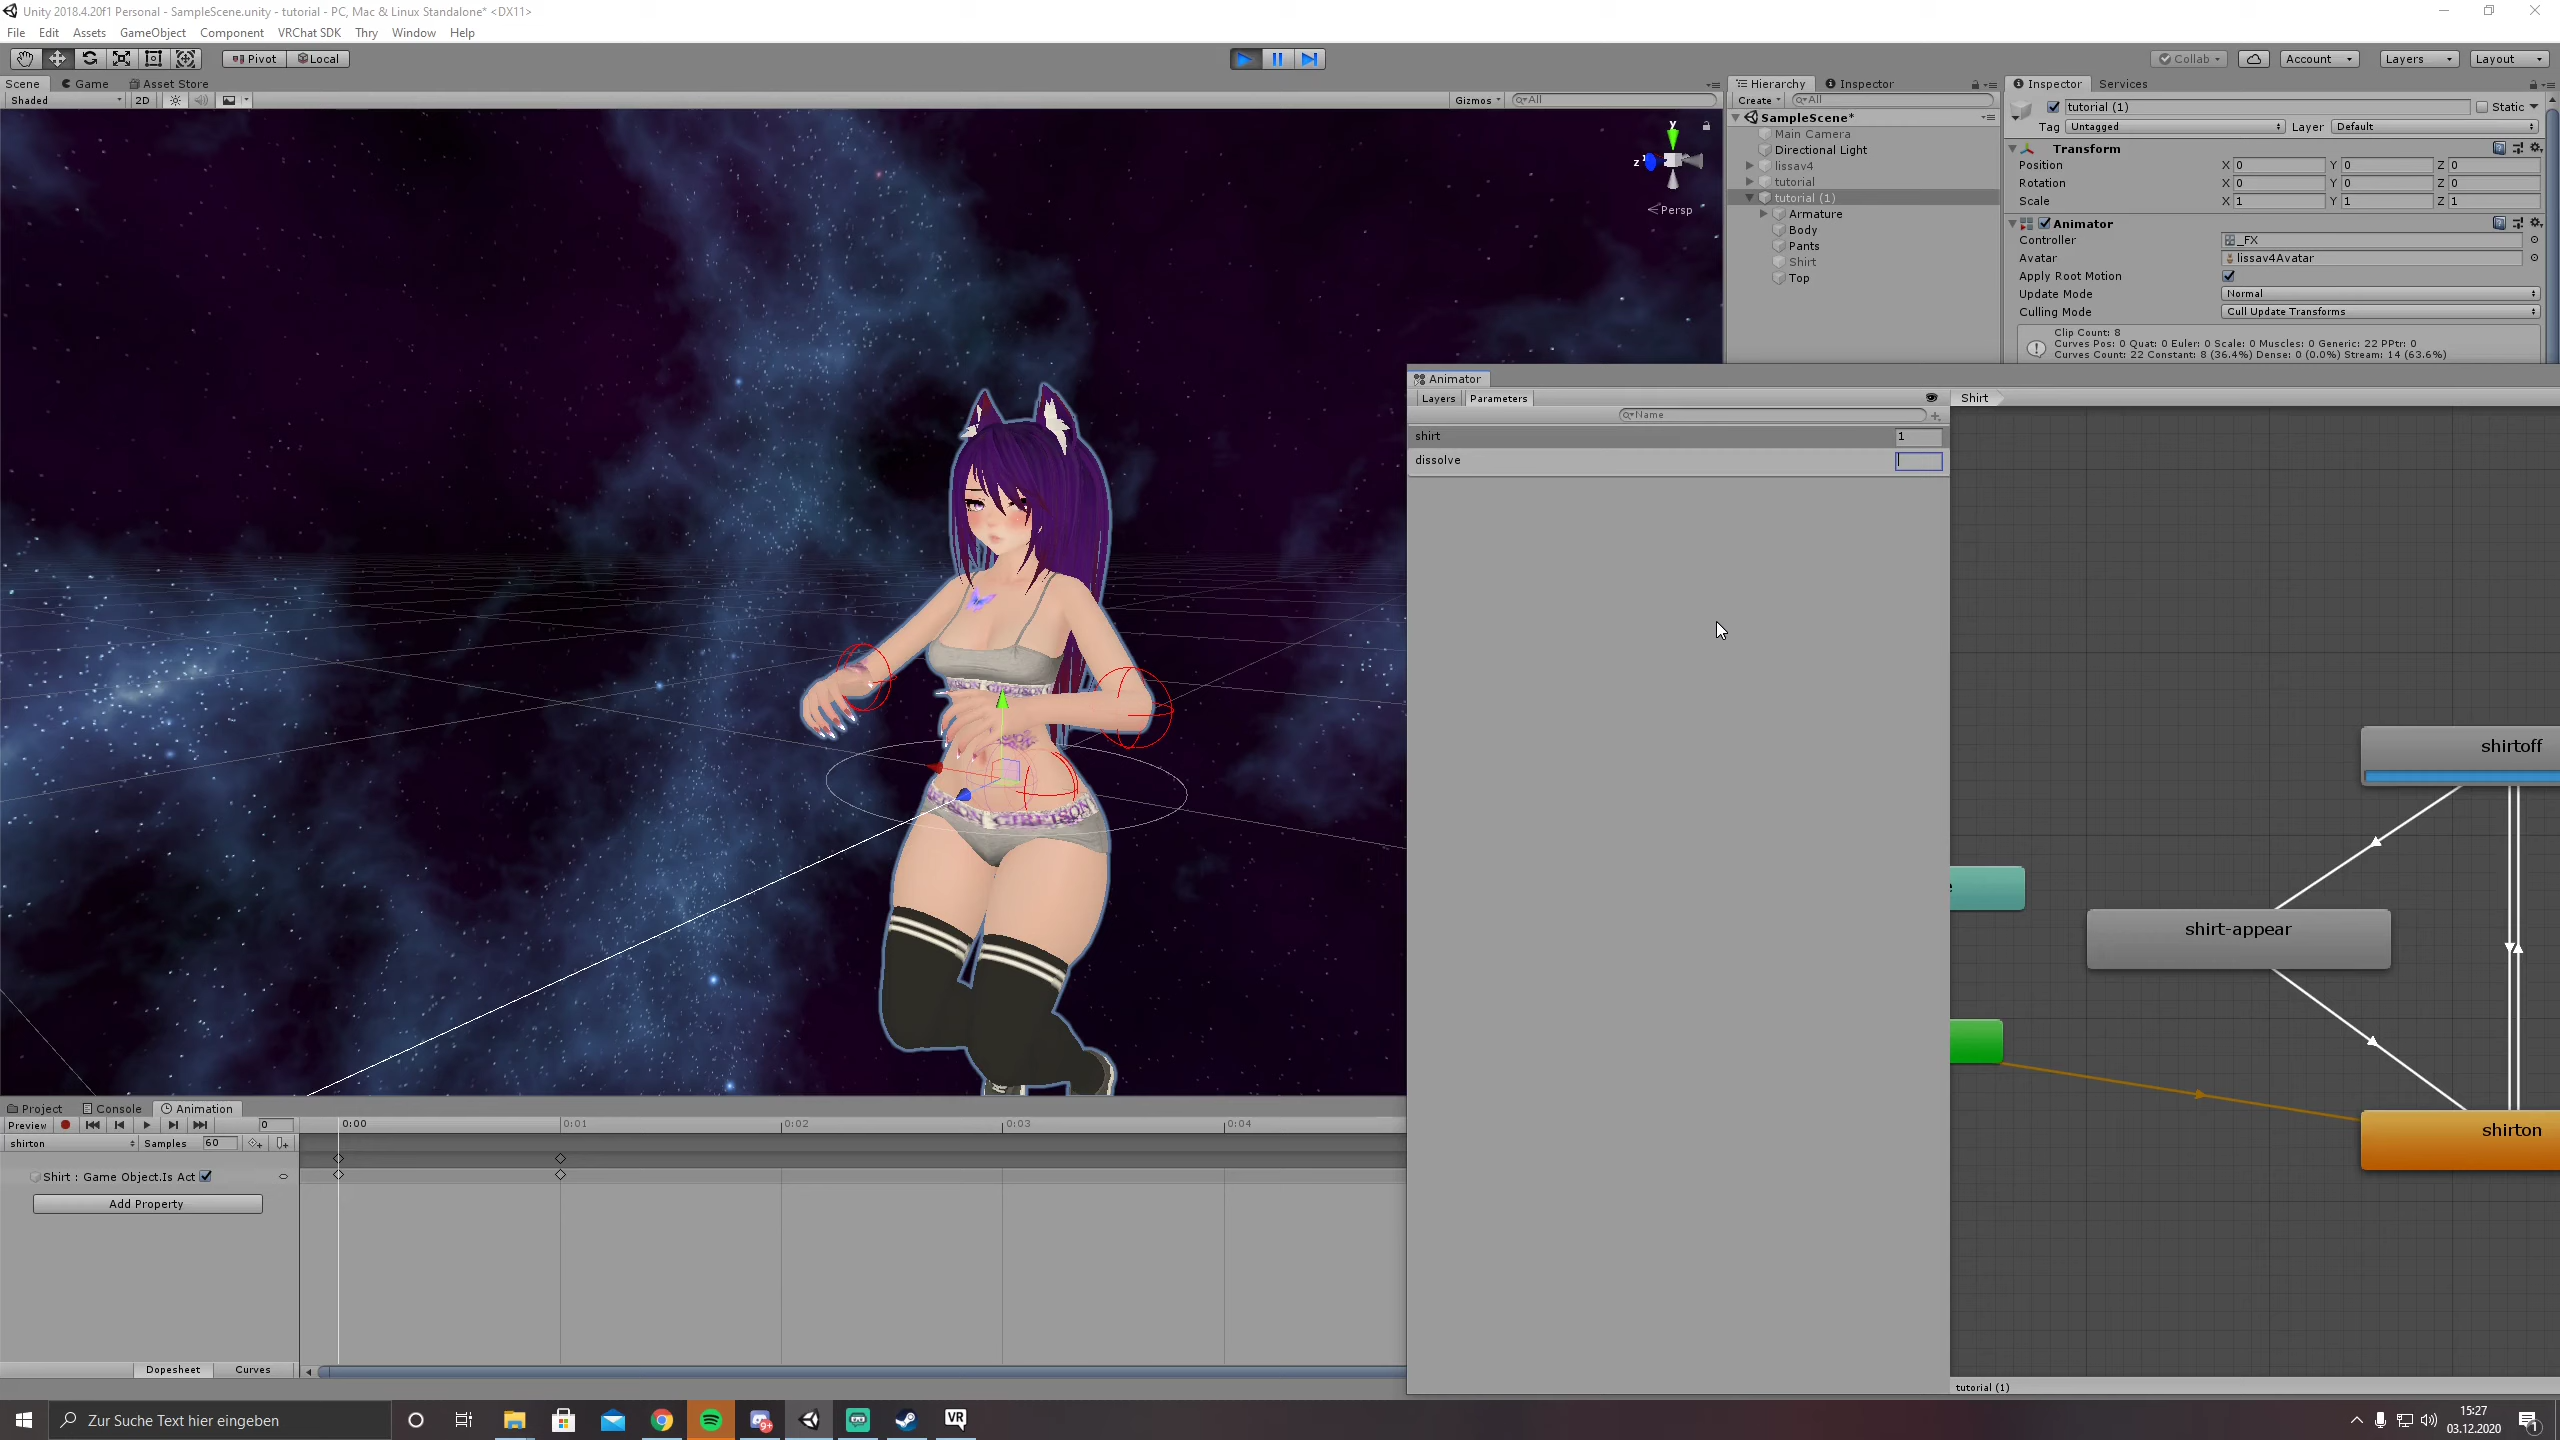 Unity 2018.4.20f1 Personal - SampleScene.unity - tutorial - PC, Mac & Linux Standalone* <DX11>
File Edit Assets GameObject Component VRChat SDK Thry Window Help
Pivot Local
Collab Account Layers Layout
Scene Game Asset Store
Shaded 2D Gizmos All
Hierarchy Inspector
Create All
SampleScene*
Main Camera
Directional Light
lissav4
tutorial
tutorial (1)
Armature
Body
Pants
Shirt
Top
y
z
Persp
Inspector Services
tutorial (1) Static
Tag Untagged Layer Default
Transform
Position X 0 Y 0 Z 0
Rotation X 0 Y 0 Z 0
Scale X 1 Y 1 Z 1
Animator
Controller _FX
Avatar lissav4Avatar
Apply Root Motion
Update Mode Normal
Culling Mode Cull Update Transforms
Clip Count: 8
Curves Pos: 0 Quat: 0 Euler: 0 Scale: 0 Muscles: 0 Generic: 22 PPtr: 0
Curves Count: 22 Constant: 8 (36.4%) Dense: 0 (0.0%) Stream: 14 (63.6%)
Animator
Layers Parameters Shirt
Name
shirt 1
dissolve
shirtoff
shirt-appear
shirton
tutorial (1)
Project Console Animation
Preview 0 0:00 0:01 0:02 0:03 0:04
shirton Samples 60
Shirt : Game Object.Is Act
Add Property
Dopesheet Curves
Zur Suche Text hier eingeben
9+
VR
15:27
03.12.2020
1